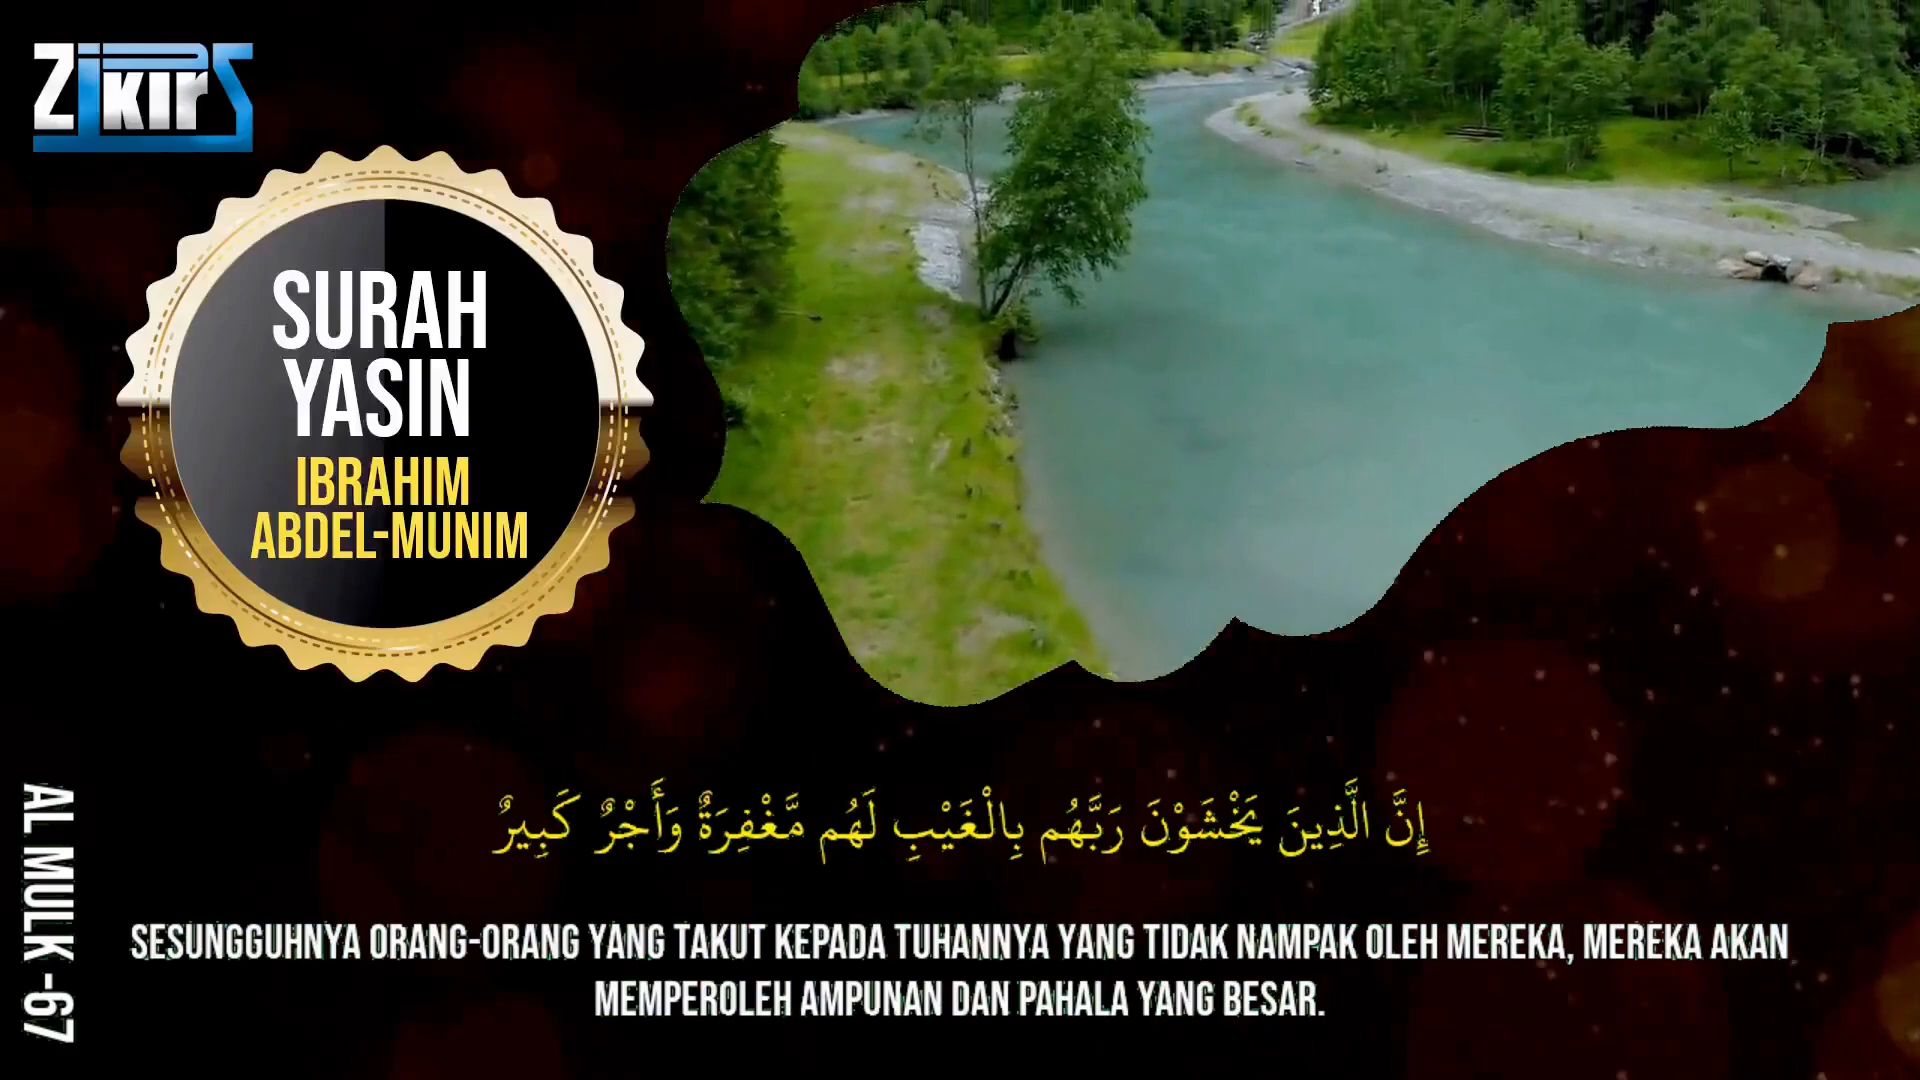 ZikirS
SURAH
YASIN
IBRAHIM
ABDEL-MUNIM
إِنَّ الَّذِينَ يَخْشَوْنَ رَبَّهُم بِالْغَيْبِ لَهُم مَّغْفِرَةٌ وَأَجْرٌ كَبِيرٌ
SESUNGGUHNYA ORANG-ORANG YANG TAKUT KEPADA TUHANNYA YANG TIDAK NAMPAK OLEH MEREKA, MEREKA AKAN
MEMPEROLEH AMPUNAN DAN PAHALA YANG BESAR.
AL MULK -67